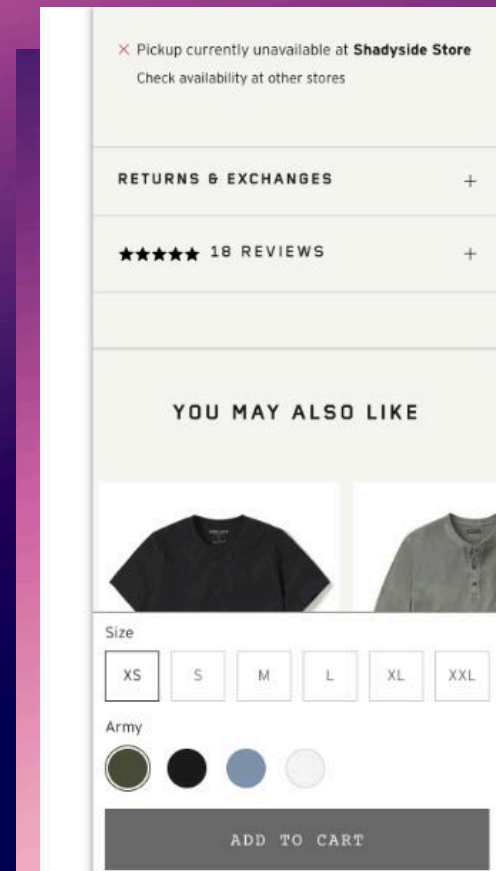 Pickup currently unavailable at Shadyside Store
Check availability at other stores
RETURNS & EXCHANGES
18 REVIEWS
YOU MAY ALSO LIKE
Size
XS S M L XL XXL
Army
ADD TO CART